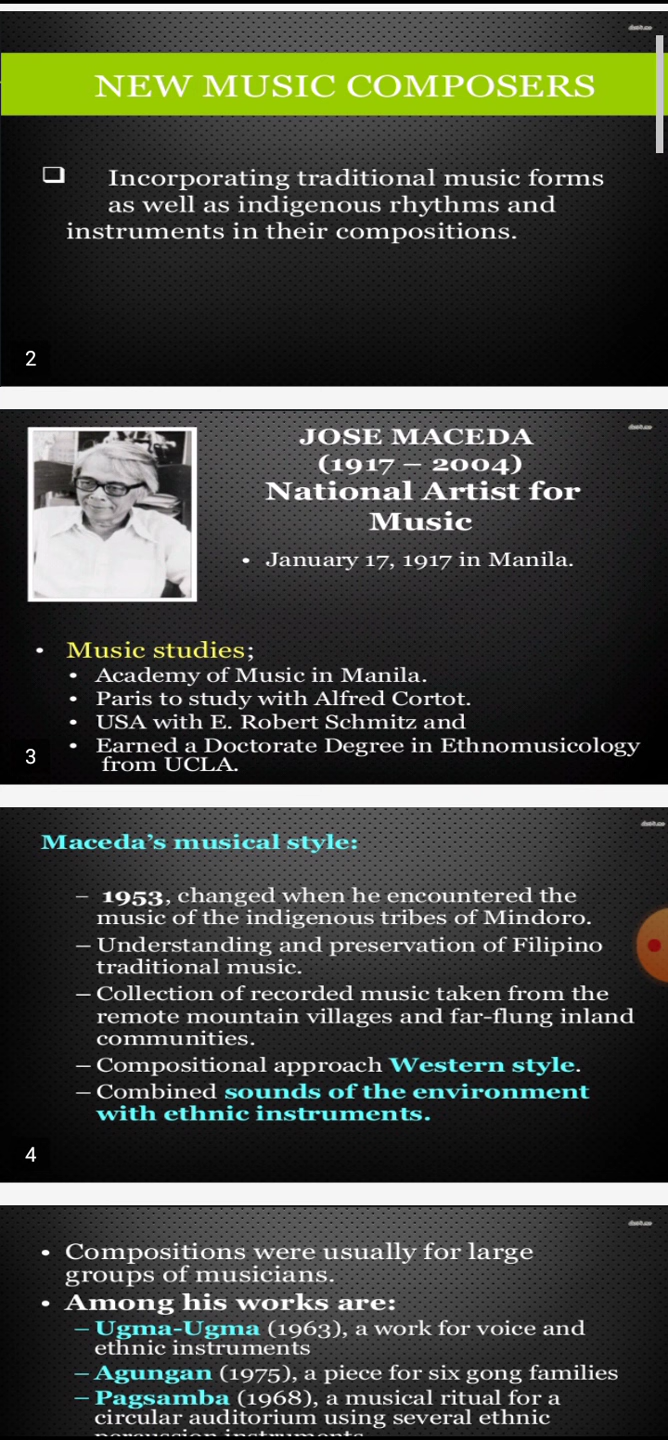 NEW MUSIC COMPOSERS
❑ Incorporating traditional music forms
as well as indigenous rhythms and
instruments in their compositions.
2
JOSE MACEDA
(1917 – 2004)
National Artist for
Music
• January 17, 1917 in Manila.
• Music studies;
• Academy of Music in Manila.
• Paris to study with Alfred Cortot.
• USA with E. Robert Schmitz and
• Earned a Doctorate Degree in Ethnomusicology
from UCLA.
3
Maceda’s musical style:
– 1953, changed when he encountered the
music of the indigenous tribes of Mindoro.
– Understanding and preservation of Filipino
traditional music.
– Collection of recorded music taken from the
remote mountain villages and far-flung inland
communities.
– Compositional approach Western style.
– Combined sounds of the environment
with ethnic instruments.
4
• Compositions were usually for large
groups of musicians.
• Among his works are:
– Ugma-Ugma (1963), a work for voice and
ethnic instruments
– Agungan (1975), a piece for six gong families
– Pagsamba (1968), a musical ritual for a
circular auditorium using several ethnic
percussion instruments